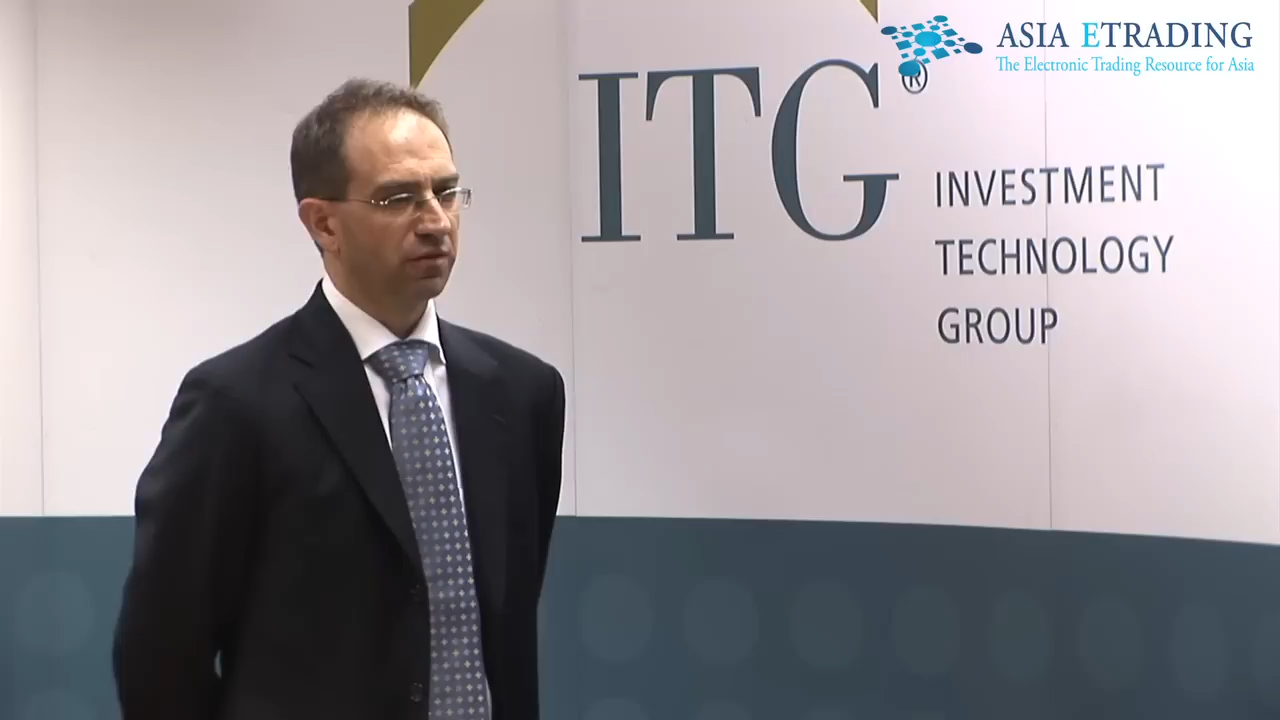 ASIA ETRADING
The Electronic Trading Resource for Asia
ITG®
INVESTMENT
TECHNOLOGY
GROUP